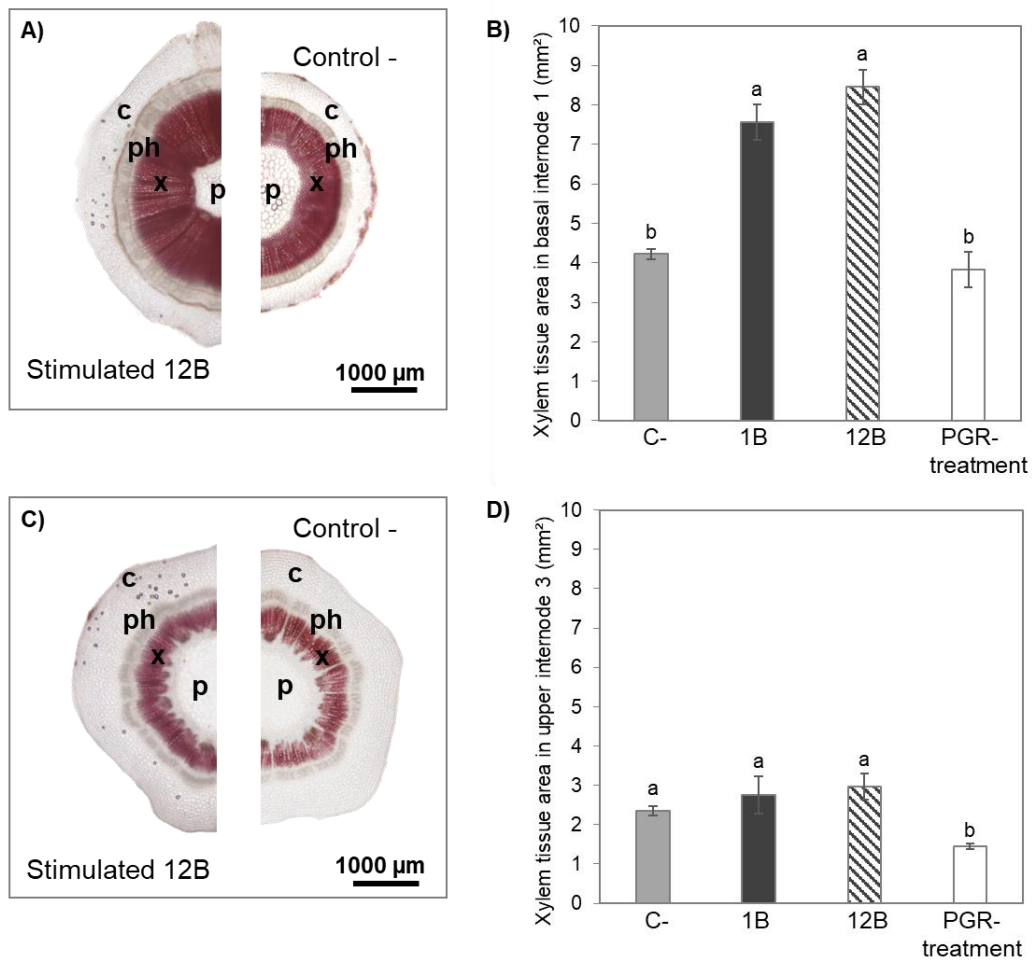 A)
Control -
c
c
ph
ph
x
x
p
p
Stimulated 12B
1000 µm
B)
Xylem tissue area in basal internode 1 (mm²)
10
9
8
7
6
5
4
3
2
1
0
b
a
a
b
C-
1B
12B
PGR-
treatment
C)
Control -
c
c
ph
ph
x
x
p
p
Stimulated 12B
1000 µm
D)
Xylem tissue area in upper internode 3 (mm²)
10
9
8
7
6
5
4
3
2
1
0
a
a
a
b
C-
1B
12B
PGR-
treatment